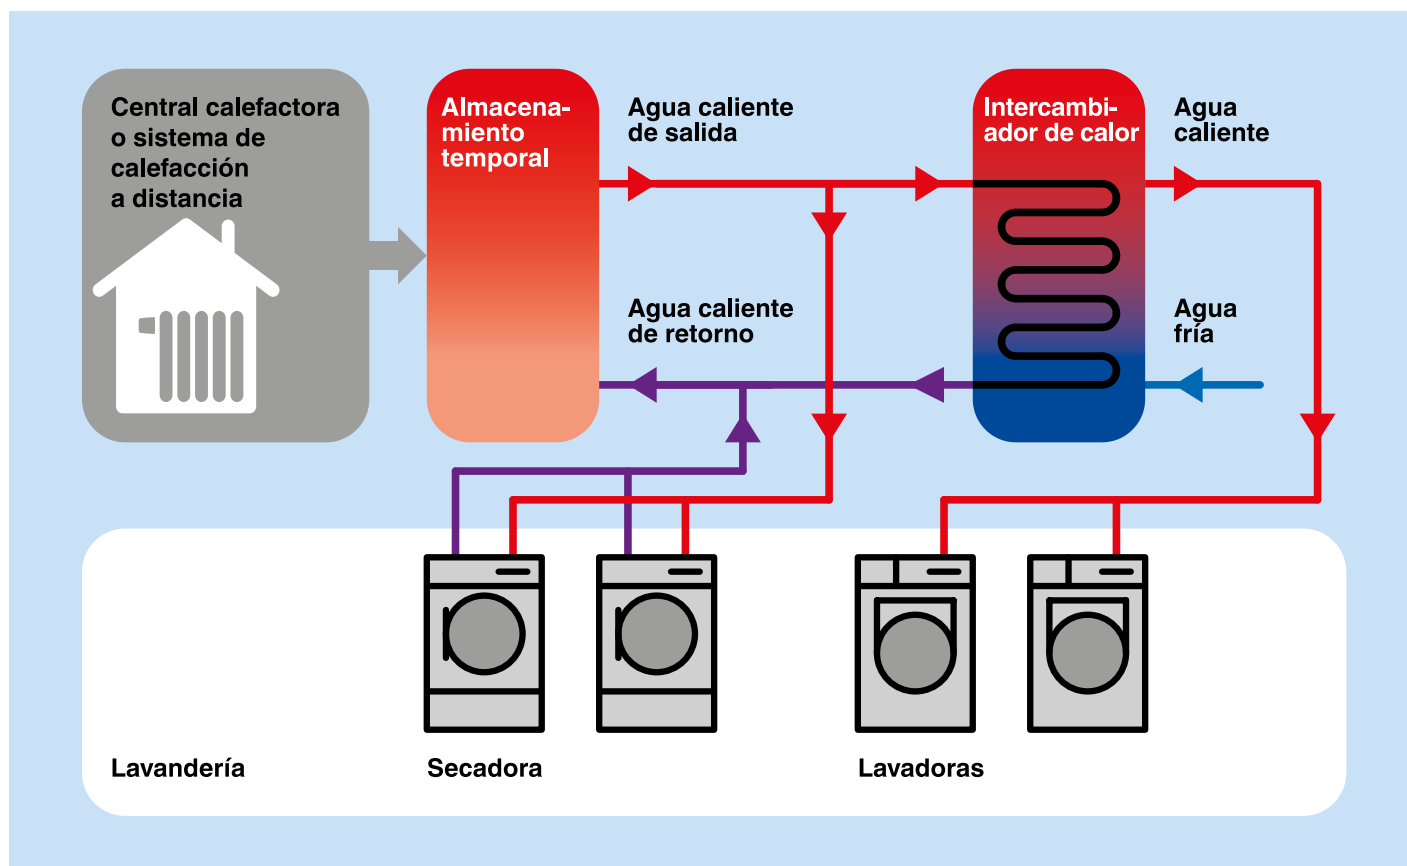 Central calefactora
o sistema de
calefacción
a distancia
Almacena-
miento
temporal
Agua caliente
de salida
Intercambi-
ador de calor
Agua
caliente
Agua caliente
de retorno
Agua
fría
Lavandería
Secadora
Lavadoras